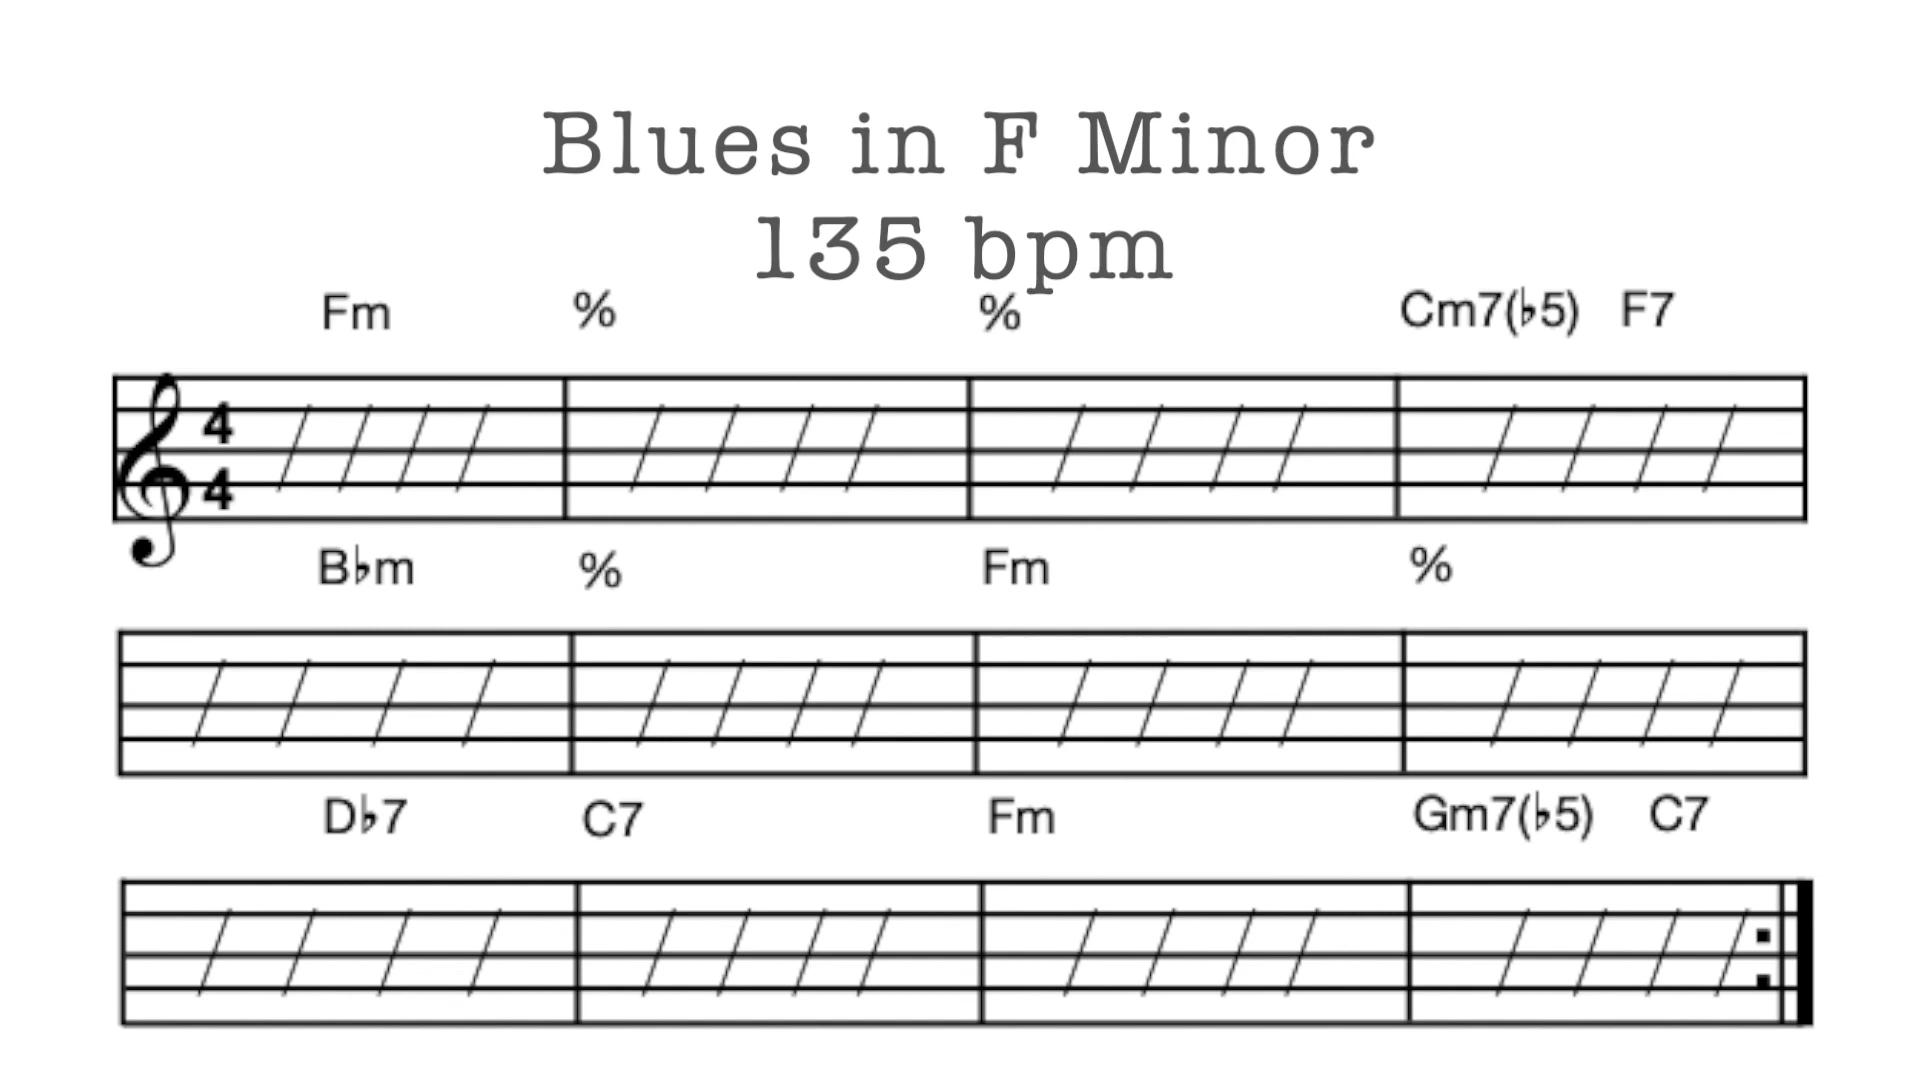 Blues in F Minor
135 bpm
Fm % % Cm7(♭5) F7
4
4
B♭m % Fm %
D♭7 C7 Fm Gm7(♭5) C7